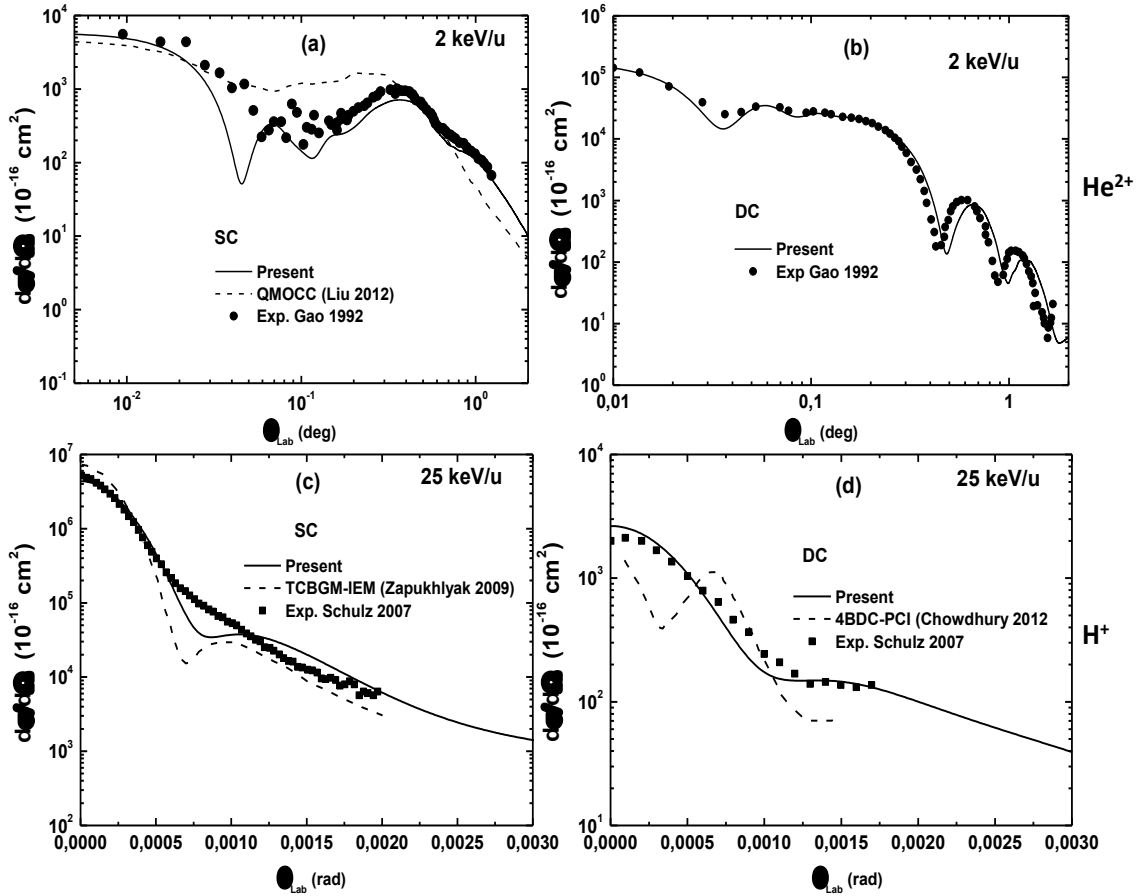 (a)
2 keV/u
SC
Present
QMOCC (Liu 2012)
Exp. Gao 1992
10⁵
10⁴
10³
10²
10¹
10⁰
10⁻¹
10⁻²
10⁻¹
10⁰
(10⁻¹⁶ cm²)
Θ_Lab (deg)
(b)
2 keV/u
DC
Present
Exp Gao 1992
10⁶
10⁵
10⁴
10³
10²
10¹
10⁰
0,01
0,1
1
(10⁻¹⁶ cm²)
Θ_Lab (deg)
He²⁺
(c)
25 keV/u
SC
Present
TCBGM-IEM (Zapukhlyak 2009)
Exp. Schulz 2007
10⁷
10⁶
10⁵
10⁴
10³
10²
0,0000 0,0005 0,0010 0,0015 0,0020 0,0025 0,0030
(10⁻¹⁶ cm²)
Θ_Lab (rad)
(d)
25 keV/u
DC
Present
4BDC-PCI (Chowdhury 2012
Exp. Schulz 2007
10⁴
10³
10²
10¹
0,0000 0,0005 0,0010 0,0015 0,0020 0,0025 0,0030
(10⁻¹⁶ cm²)
Θ_Lab (rad)
H⁺